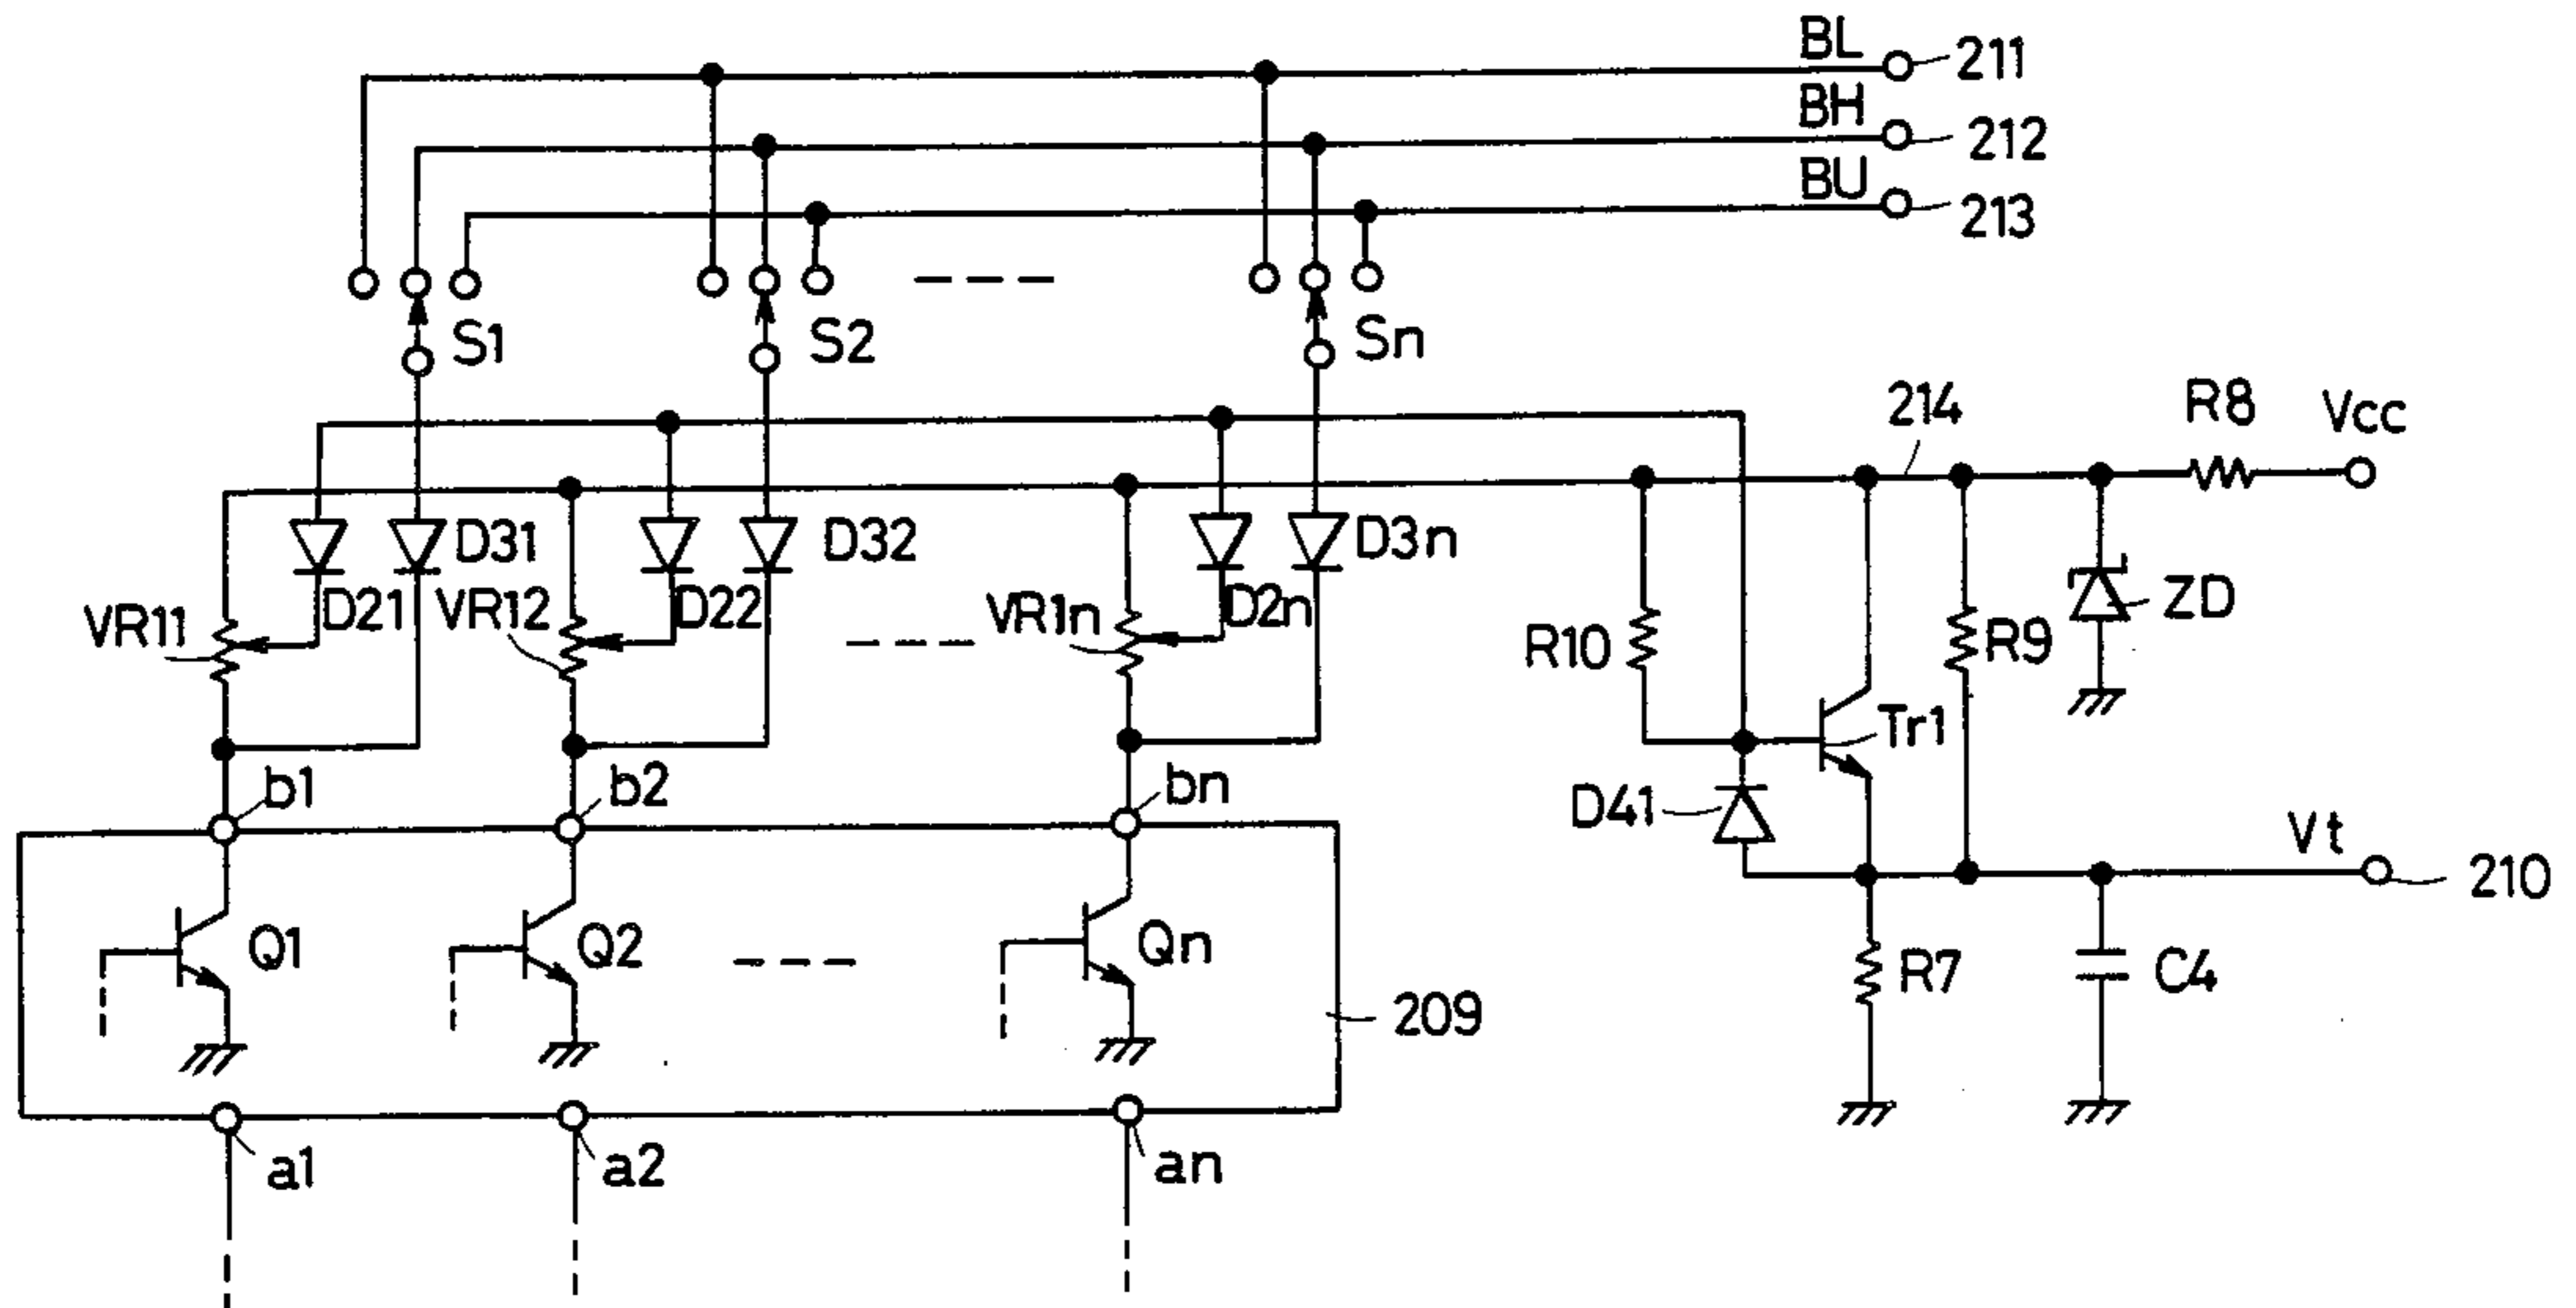 BL
211
BH
212
BU
213
S1
S2
Sn
214
R8
Vcc
D31
D32
D3n
VR11
D21
VR12
D22
VR1n
D2n
R10
R9
ZD
Tr1
b1
b2
bn
D41
Vt
210
Q1
Q2
Qn
209
R7
C4
a1
a2
an